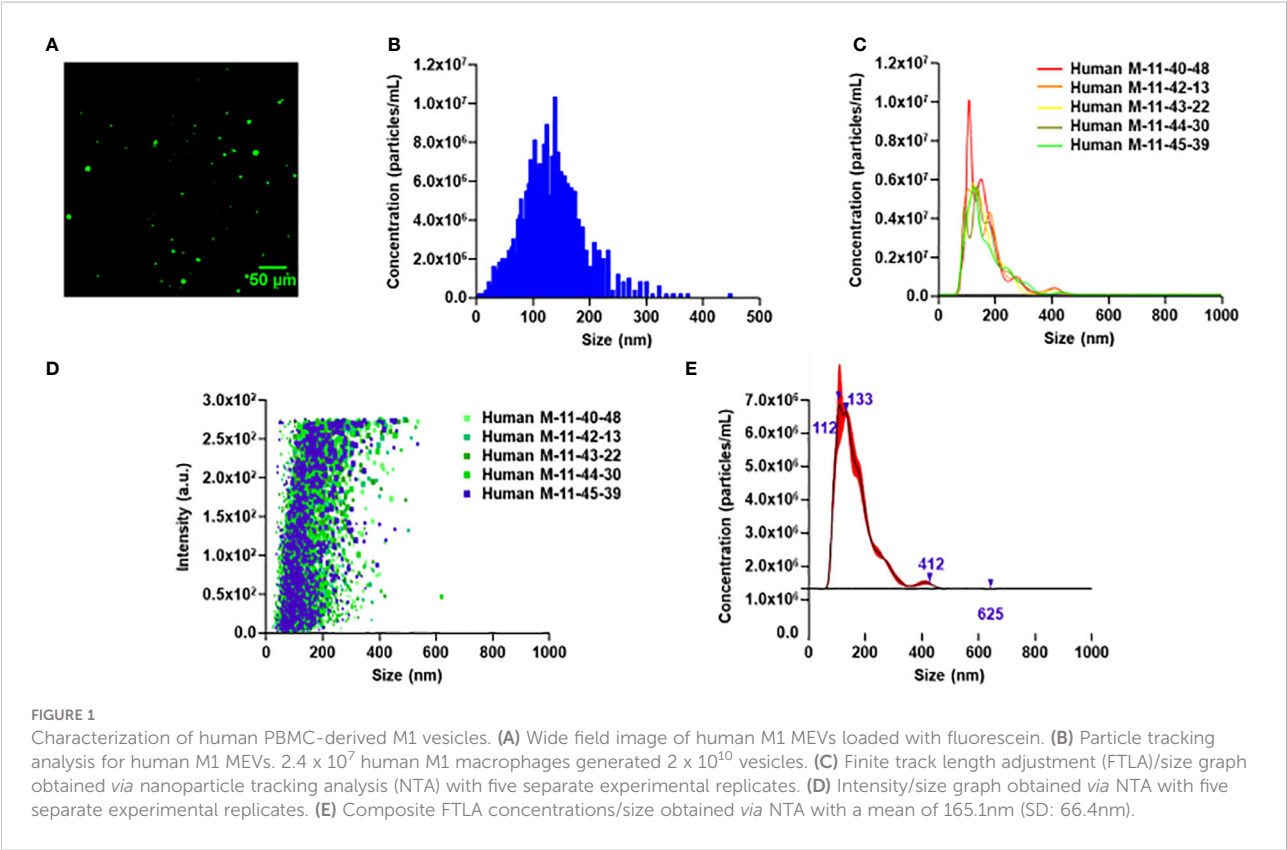 A
50 µm
B
Concentration (particles/mL)
1.2x10⁷
1.0x10⁷
8.0x10⁶
6.0x10⁶
4.0x10⁶
2.0x10⁶
0.0
0 100 200 300 400 500
Size (nm)
C
Concentration (particles/mL)
1.2x10⁷
1.0x10⁷
0.8x10⁷
0.6x10⁷
0.4x10⁷
0.2x10⁷
0.0
0 200 400 600 800 1000
Size (nm)
Human M-11-40-48
Human M-11-42-13
Human M-11-43-22
Human M-11-44-30
Human M-11-45-39
D
Intensity (a.u.)
3.0x10²
2.5x10²
2.0x10²
1.5x10²
1.0x10²
0.5x10²
0.0
0 200 400 600 800 1000
Size (nm)
Human M-11-40-48
Human M-11-42-13
Human M-11-43-22
Human M-11-44-30
Human M-11-45-39
E
Concentration (particles/mL)
7.0x10⁶
6.0x10⁶
5.0x10⁶
4.0x10⁶
3.0x10⁶
2.0x10⁶
1.0x10⁶
0.0
112
133
412
625
0 200 400 600 800 1000
Size (nm)
FIGURE 1
Characterization of human PBMC-derived M1 vesicles. (A) Wide field image of human M1 MEVs loaded with fluorescein. (B) Particle tracking
analysis for human M1 MEVs. 2.4 x 10⁷ human M1 macrophages generated 2 x 10¹⁰ vesicles. (C) Finite track length adjustment (FTLA)/size graph
obtained via nanoparticle tracking analysis (NTA) with five separate experimental replicates. (D) Intensity/size graph obtained via NTA with five
separate experimental replicates. (E) Composite FTLA concentrations/size obtained via NTA with a mean of 165.1nm (SD: 66.4nm).